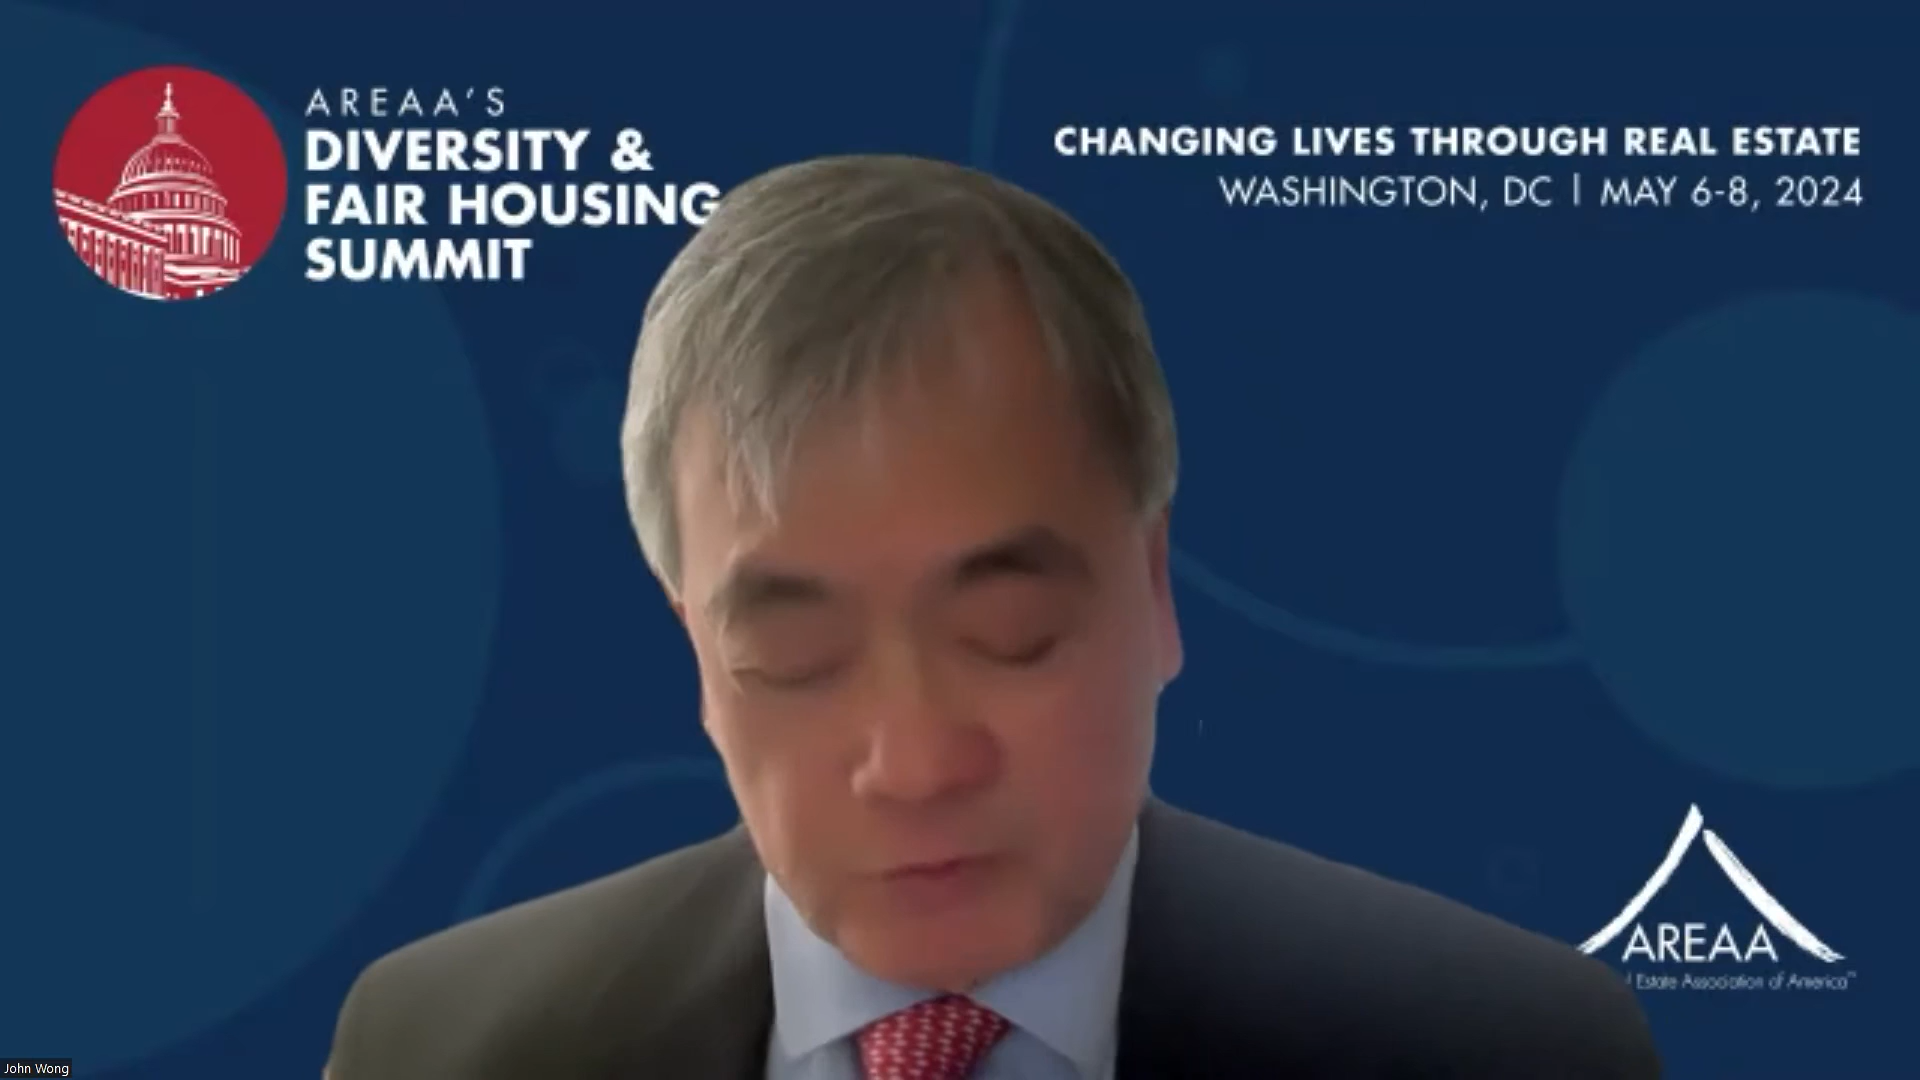 AREAA'S
DIVERSITY &
FAIR HOUSING
SUMMIT
CHANGING LIVES THROUGH REAL ESTATE
WASHINGTON, DC | MAY 6-8, 2024
AREAA
Estate Association of America™
John Wong